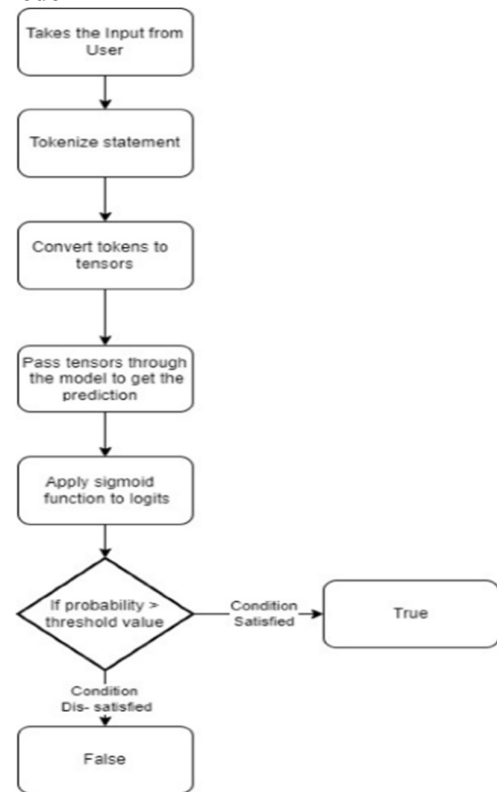 Takes the Input from
User
Tokenize statement
Convert tokens to
tensors
Pass tensors through
the model to get the
prediction
Apply sigmoid
function to logits
If probability >
threshold value
Condition
Satisfied
True
Condition
Dis- satisfied
False